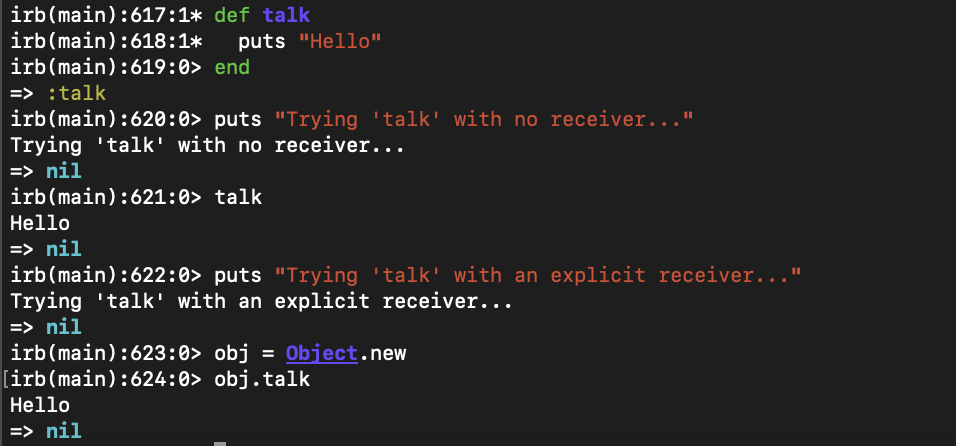 irb(main):617:1* def talk
irb(main):618:1*   puts "Hello"
irb(main):619:0> end
=> :talk
irb(main):620:0> puts "Trying 'talk' with no receiver..."
Trying 'talk' with no receiver...
=> nil
irb(main):621:0> talk
Hello
=> nil
irb(main):622:0> puts "Trying 'talk' with an explicit receiver..."
Trying 'talk' with an explicit receiver...
=> nil
irb(main):623:0> obj = Object.new
[irb(main):624:0> obj.talk
Hello
=> nil